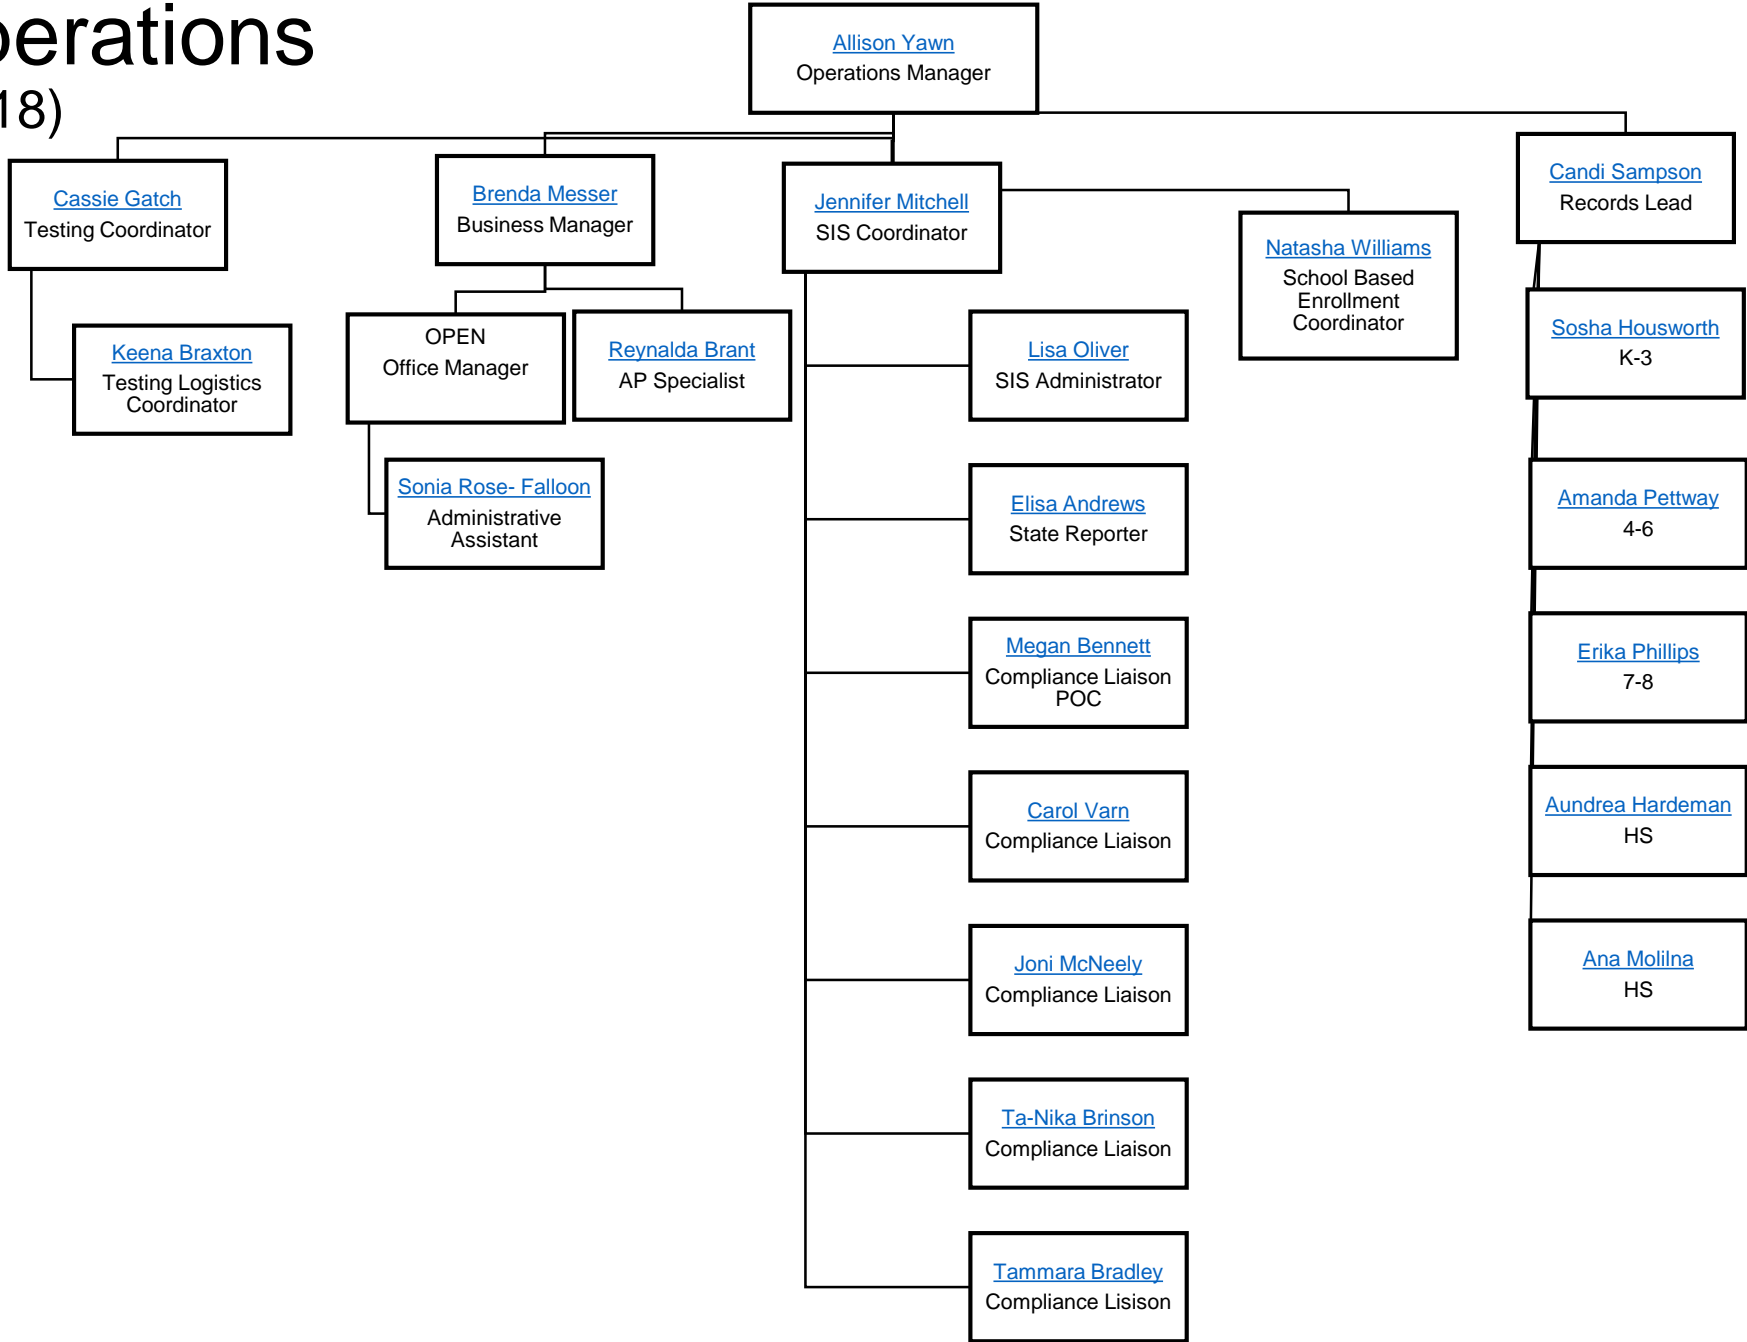 perations
18)
Allison Yawn
Operations Manager
Cassie Gatch
Testing Coordinator
Brenda Messer
Business Manager
Jennifer Mitchell
SIS Coordinator
Natasha Williams
School Based
Enrollment
Coordinator
Candi Sampson
Records Lead
Keena Braxton
Testing Logistics
Coordinator
OPEN
Office Manager
Reynalda Brant
AP Specialist
Sonia Rose- Falloon
Administrative
Assistant
Lisa Oliver
SIS Administrator
Elisa Andrews
State Reporter
Megan Bennett
Compliance Liaison
POC
Carol Varn
Compliance Liaison
Joni McNeely
Compliance Liaison
Ta-Nika Brinson
Compliance Liaison
Tammara Bradley
Compliance Lisison
Sosha Housworth
K-3
Amanda Pettway
4-6
Erika Phillips
7-8
Aundrea Hardeman
HS
Ana Molilna
HS